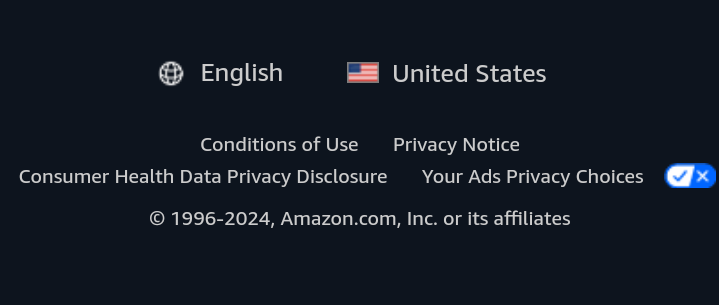 English United States
Conditions of Use Privacy Notice
Consumer Health Data Privacy Disclosure Your Ads Privacy Choices
© 1996-2024, Amazon.com, Inc. or its affiliates